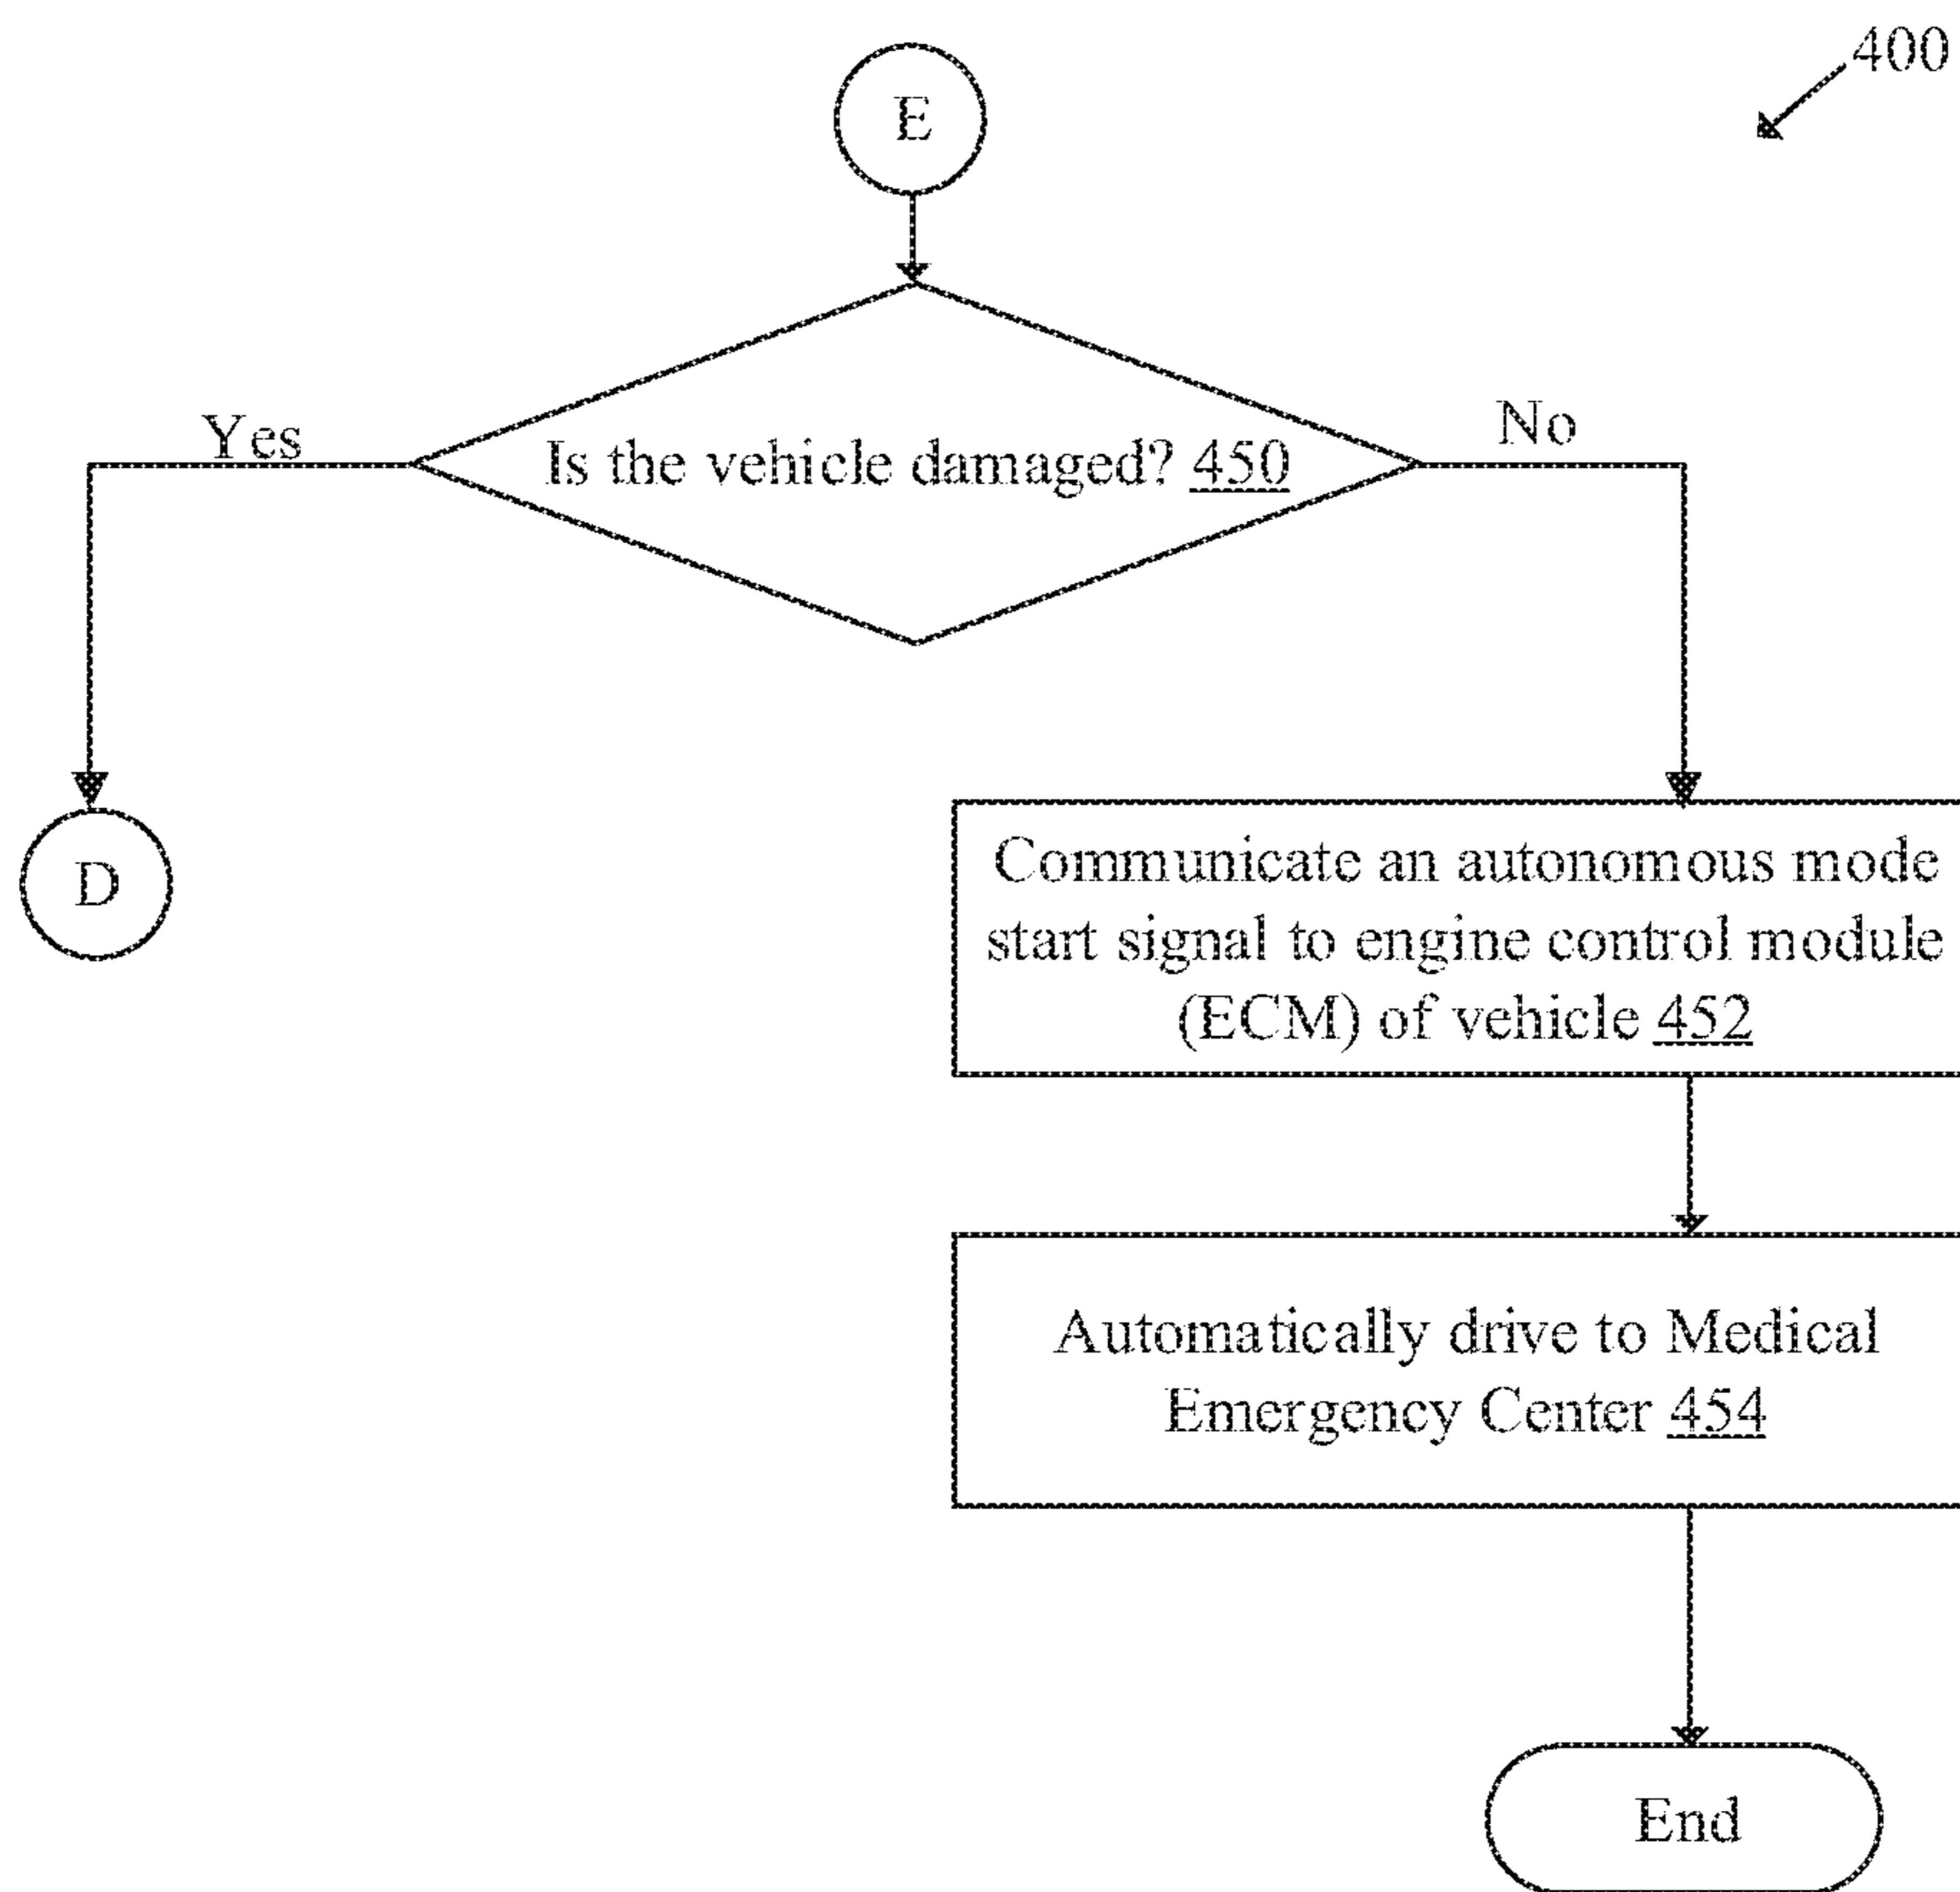 400
E
Yes
No
Is the vehicle damaged? 450
D
Communicate an autonomous mode
start signal to engine control module
(ECM) of vehicle 452
Automatically drive to Medical
Emergency Center 454
End